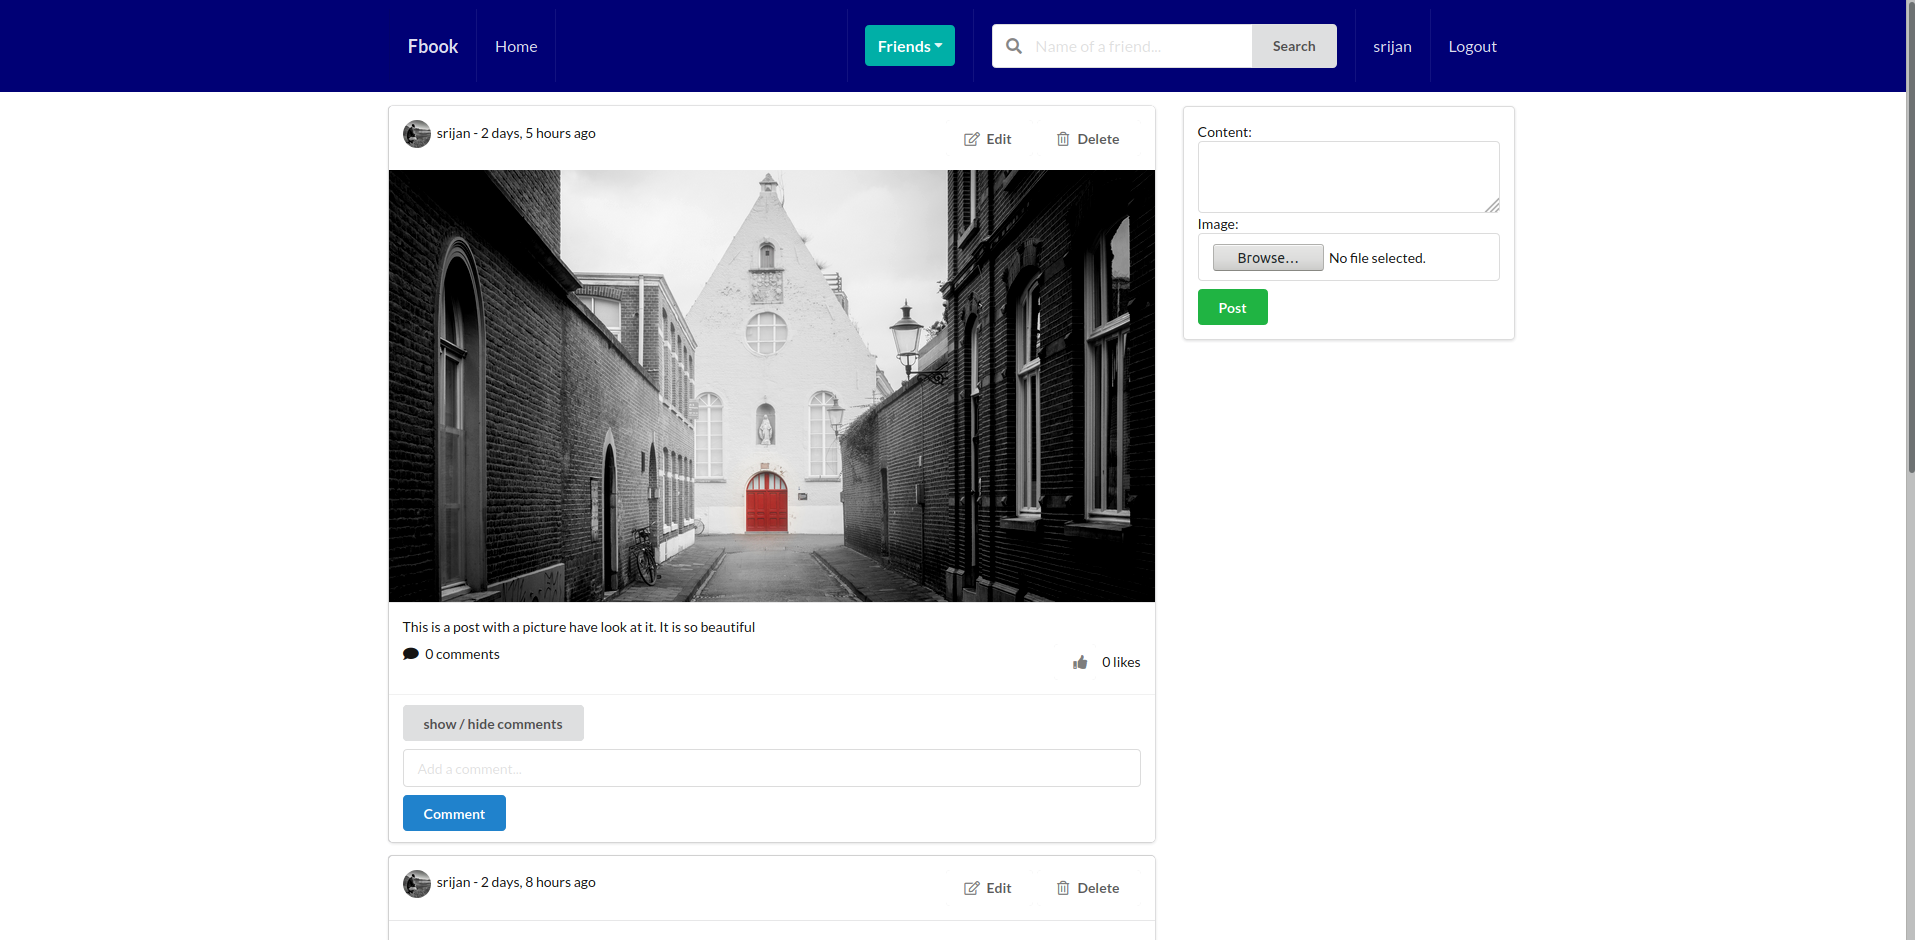 Fbook Home Friends Name of a friend... Search srijan Logout
srijan - 2 days, 5 hours ago Edit Delete
This is a post with a picture have look at it. It is so beautiful
0 comments
0 likes
show / hide comments
Add a comment...
Comment
srijan - 2 days, 8 hours ago Edit Delete
Content:
Image:
Browse... No file selected.
Post